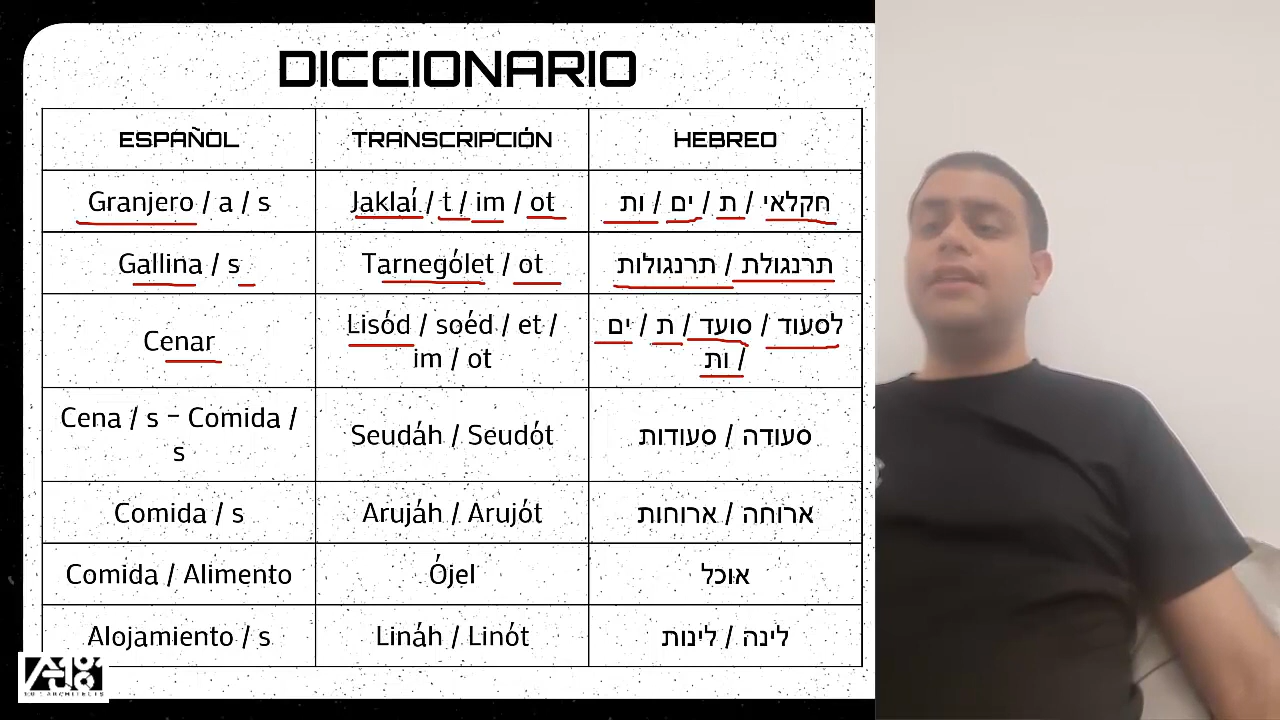 DICCIONARIO
ESPAÑOL
TRANSCRIPCIÓN
HEBREO
Granjero / a / s
Jaklaí / t / im / ot
חקלאי / ת / ים / ות
Gallina / s
Tarnególet / ot
תרנגולת / תרנגולות
Cenar
Lisód / soéd / et /
im / ot
לסעוד / סועד / ת / ים
/ ות
Cena / s - Comida /
s
Seudáh / Seudót
סעודה / סעודות
Comida / s
Arujáh / Arujót
ארוחה / ארוחות
Comida / Alimento
Ójel
אוכל
Alojamiento / s
Lináh / Linót
לינה / לינות